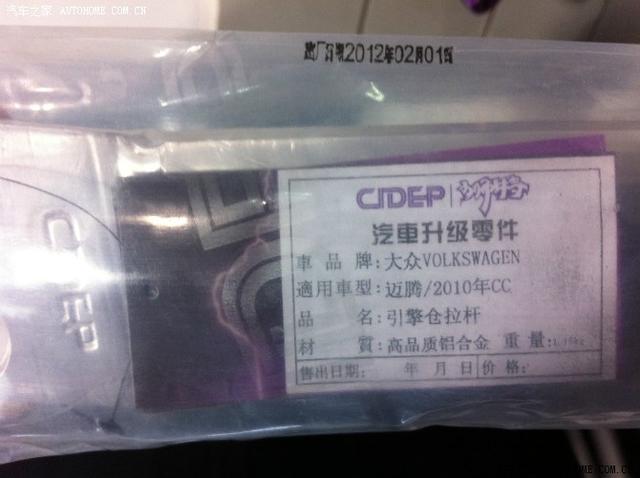 汽车之家 AUTOHOME.COM.CN
出厂日期2012年02月01日
CJDEP
CJDEP
汽車升级零件
車品牌:大众VOLKSWAGEN
適用車型:迈腾/2010年CC
品名:引擎仓拉杆
材質:高品质铝合金 重量:
售出日期: 年 月 日 价格: